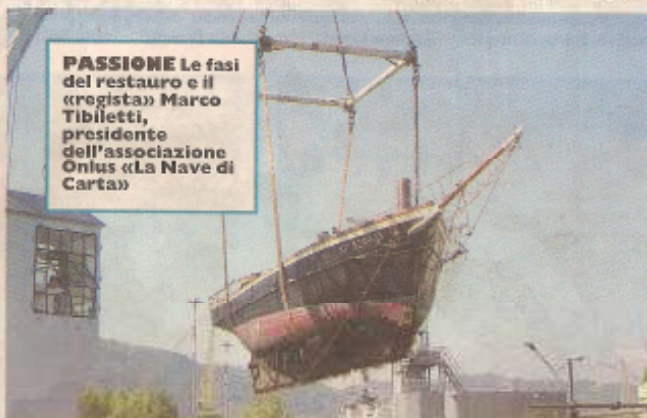 PASSIONE Le fasi
del restauro e il
«regista» Marco
Tibiletti,
presidente
dell'associazione
Onlus «La Nave di
Carta»